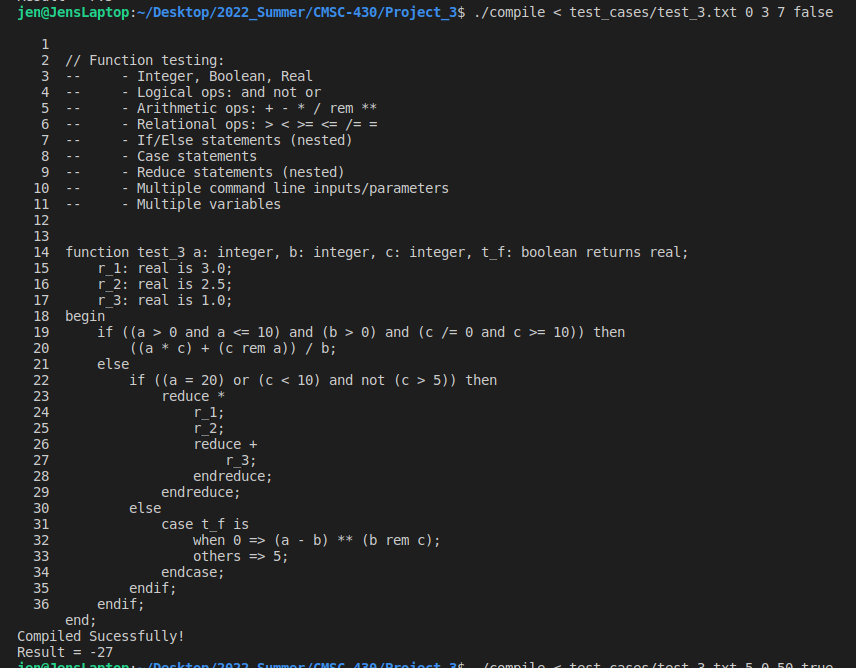 jen@JensLaptop:~/Desktop/2022_Summer/CMSC-430/Project_3$ ./compile < test_cases/test_3.txt 0 3 7 false
1
2 // Function testing:
3 -- - Integer, Boolean, Real
4 -- - Logical ops: and not or
5 -- - Arithmetic ops: + - * / rem **
6 -- - Relational ops: > < >= <= /= =
7 -- - If/Else statements (nested)
8 -- - Case statements
9 -- - Reduce statements (nested)
10 -- - Multiple command line inputs/parameters
11 -- - Multiple variables
12
13
14 function test_3 a: integer, b: integer, c: integer, t_f: boolean returns real;
15 r_1: real is 3.0;
16 r_2: real is 2.5;
17 r_3: real is 1.0;
18 begin
19 if ((a > 0 and a <= 10) and (b > 0) and (c /= 0 and c >= 10)) then
20 ((a * c) + (c rem a)) / b;
21 else
22 if ((a = 20) or (c < 10) and not (c > 5)) then
23 reduce *
24 r_1;
25 r_2;
26 reduce +
27 r_3;
28 endreduce;
29 endreduce;
30 else
31 case t_f is
32 when 0 => (a - b) ** (b rem c);
33 others => 5;
34 endcase;
35 endif;
36 endif;
end;
Compiled Sucessfully!
Result = -27
jen@JensLaptop:~/Desktop/2022_Summer/CMSC-430/Project_3$ ./compile < test_cases/test_3.txt 5 0 50 true